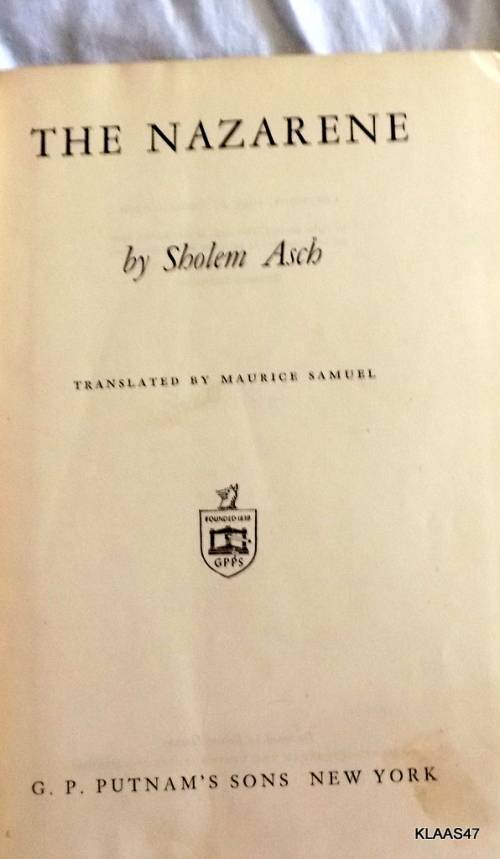 THE NAZARENE
by Sholem Asch
TRANSLATED BY MAURICE SAMUEL
FOUNDED 1838
GPPS
G. P. PUTNAM'S SONS NEW YORK
KLAAS47